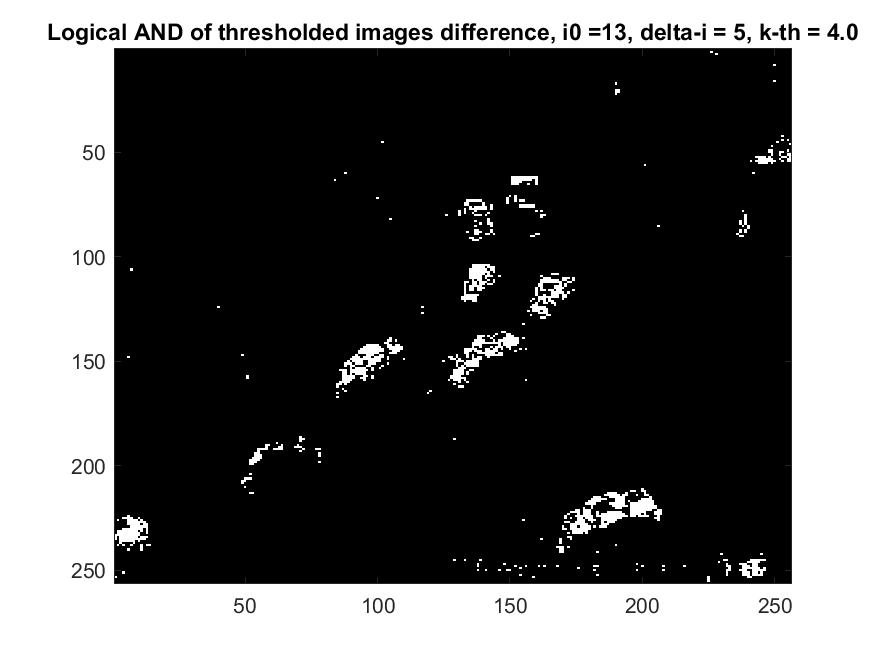 Logical AND of thresholded images difference, i0 =13, delta-i = 5, k-th = 4.0
50
100
150
200
250
50 100 150 200 250